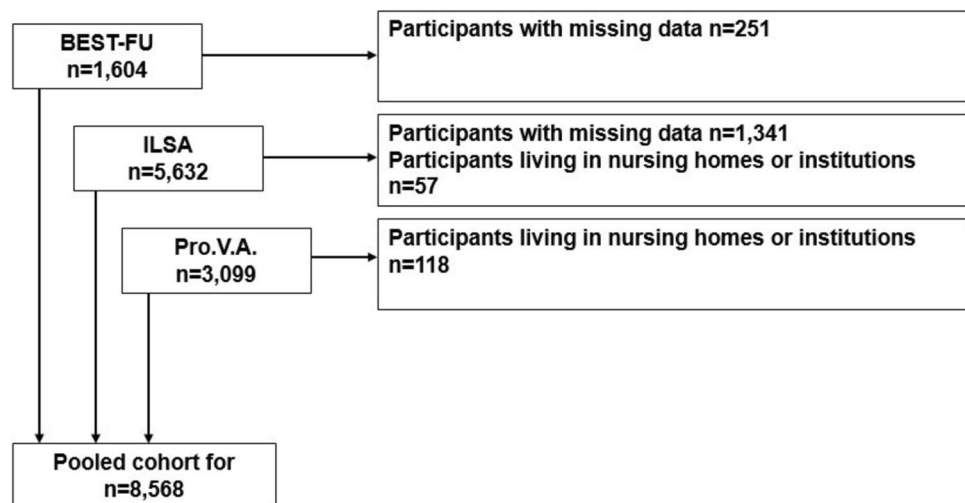 BEST-FU
n=1,604
Participants with missing data n=251
ILSA
n=5,632
Participants with missing data n=1,341
Participants living in nursing homes or institutions
n=57
Pro.V.A.
n=3,099
Participants living in nursing homes or institutions
n=118
Pooled cohort for
n=8,568